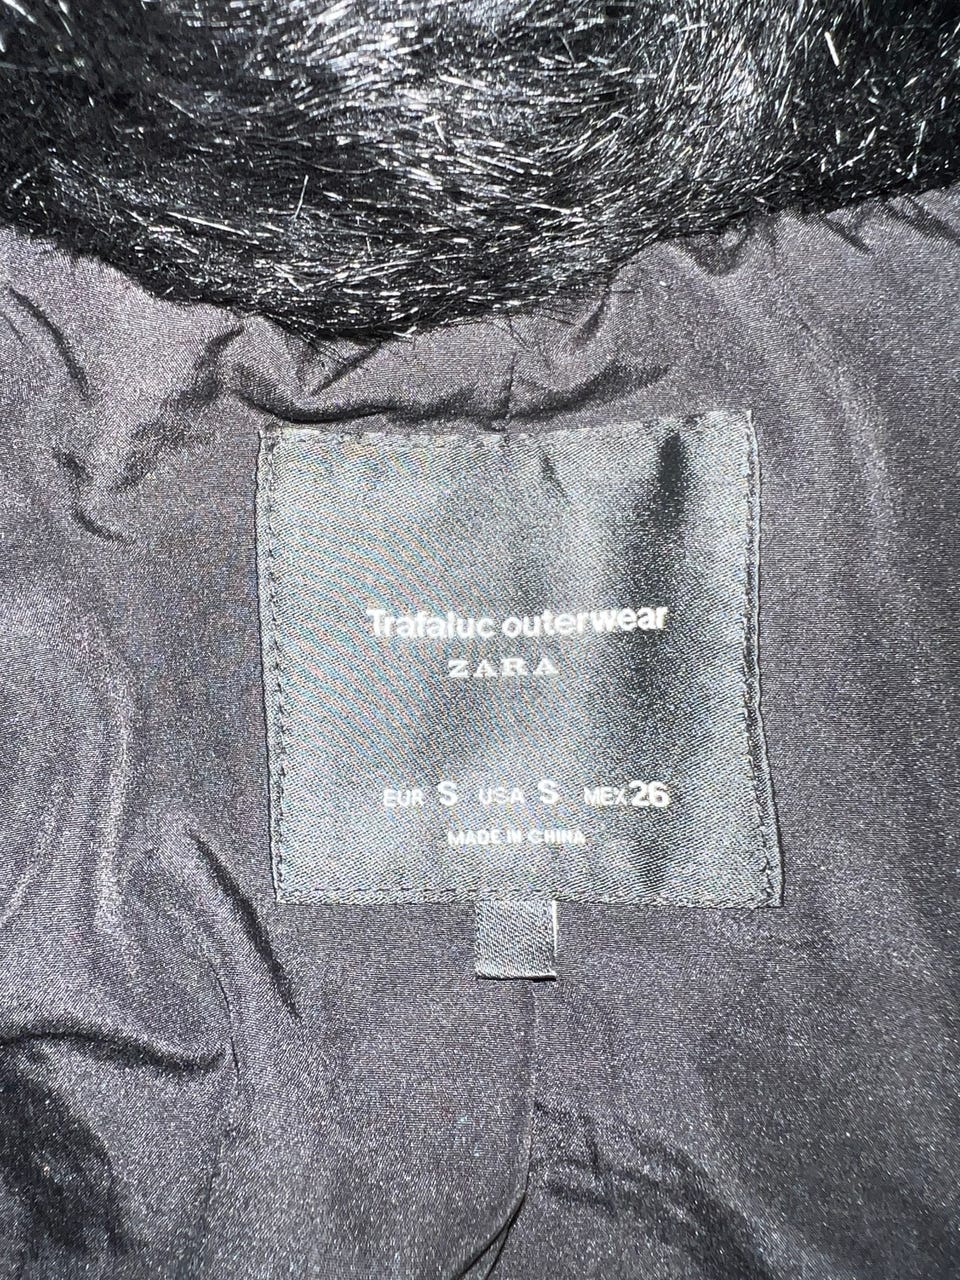 Trafaluc outerwear
ZARA
EUR S USA S MEX 26
MADE IN CHINA